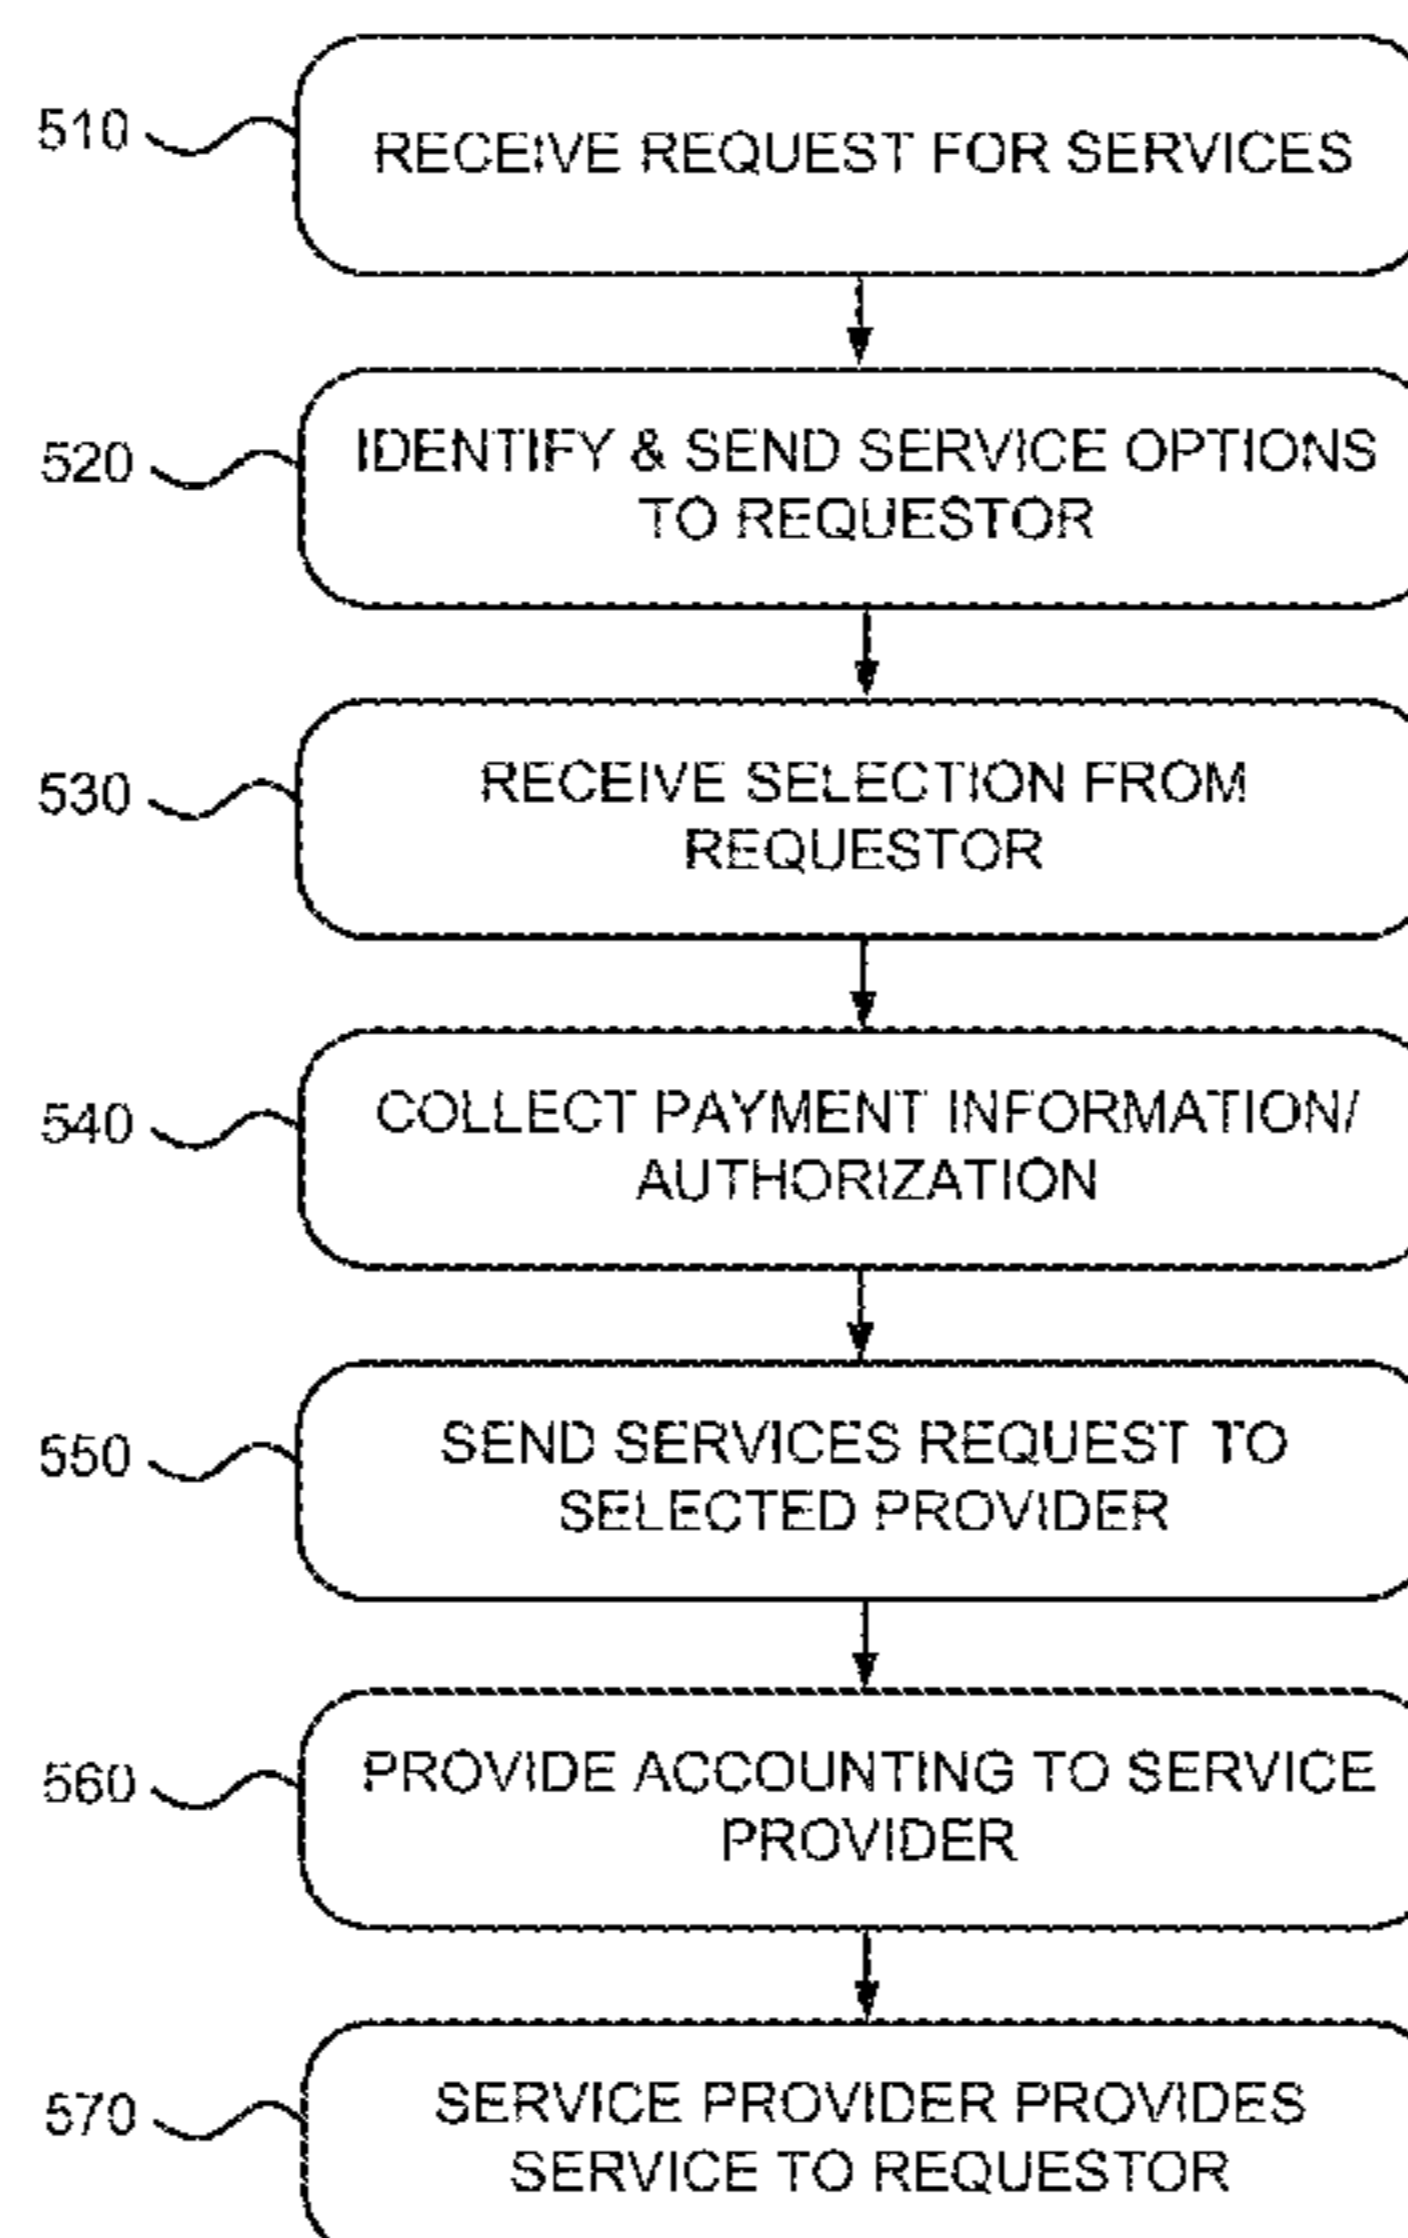 510
RECEIVE REQUEST FOR SERVICES
520
IDENTIFY & SEND SERVICE OPTIONS
TO REQUESTOR
530
RECEIVE SELECTION FROM
REQUESTOR
540
COLLECT PAYMENT INFORMATION/
AUTHORIZATION
550
SEND SERVICES REQUEST TO
SELECTED PROVIDER
560
PROVIDE ACCOUNTING TO SERVICE
PROVIDER
570
SERVICE PROVIDER PROVIDES
SERVICE TO REQUESTOR